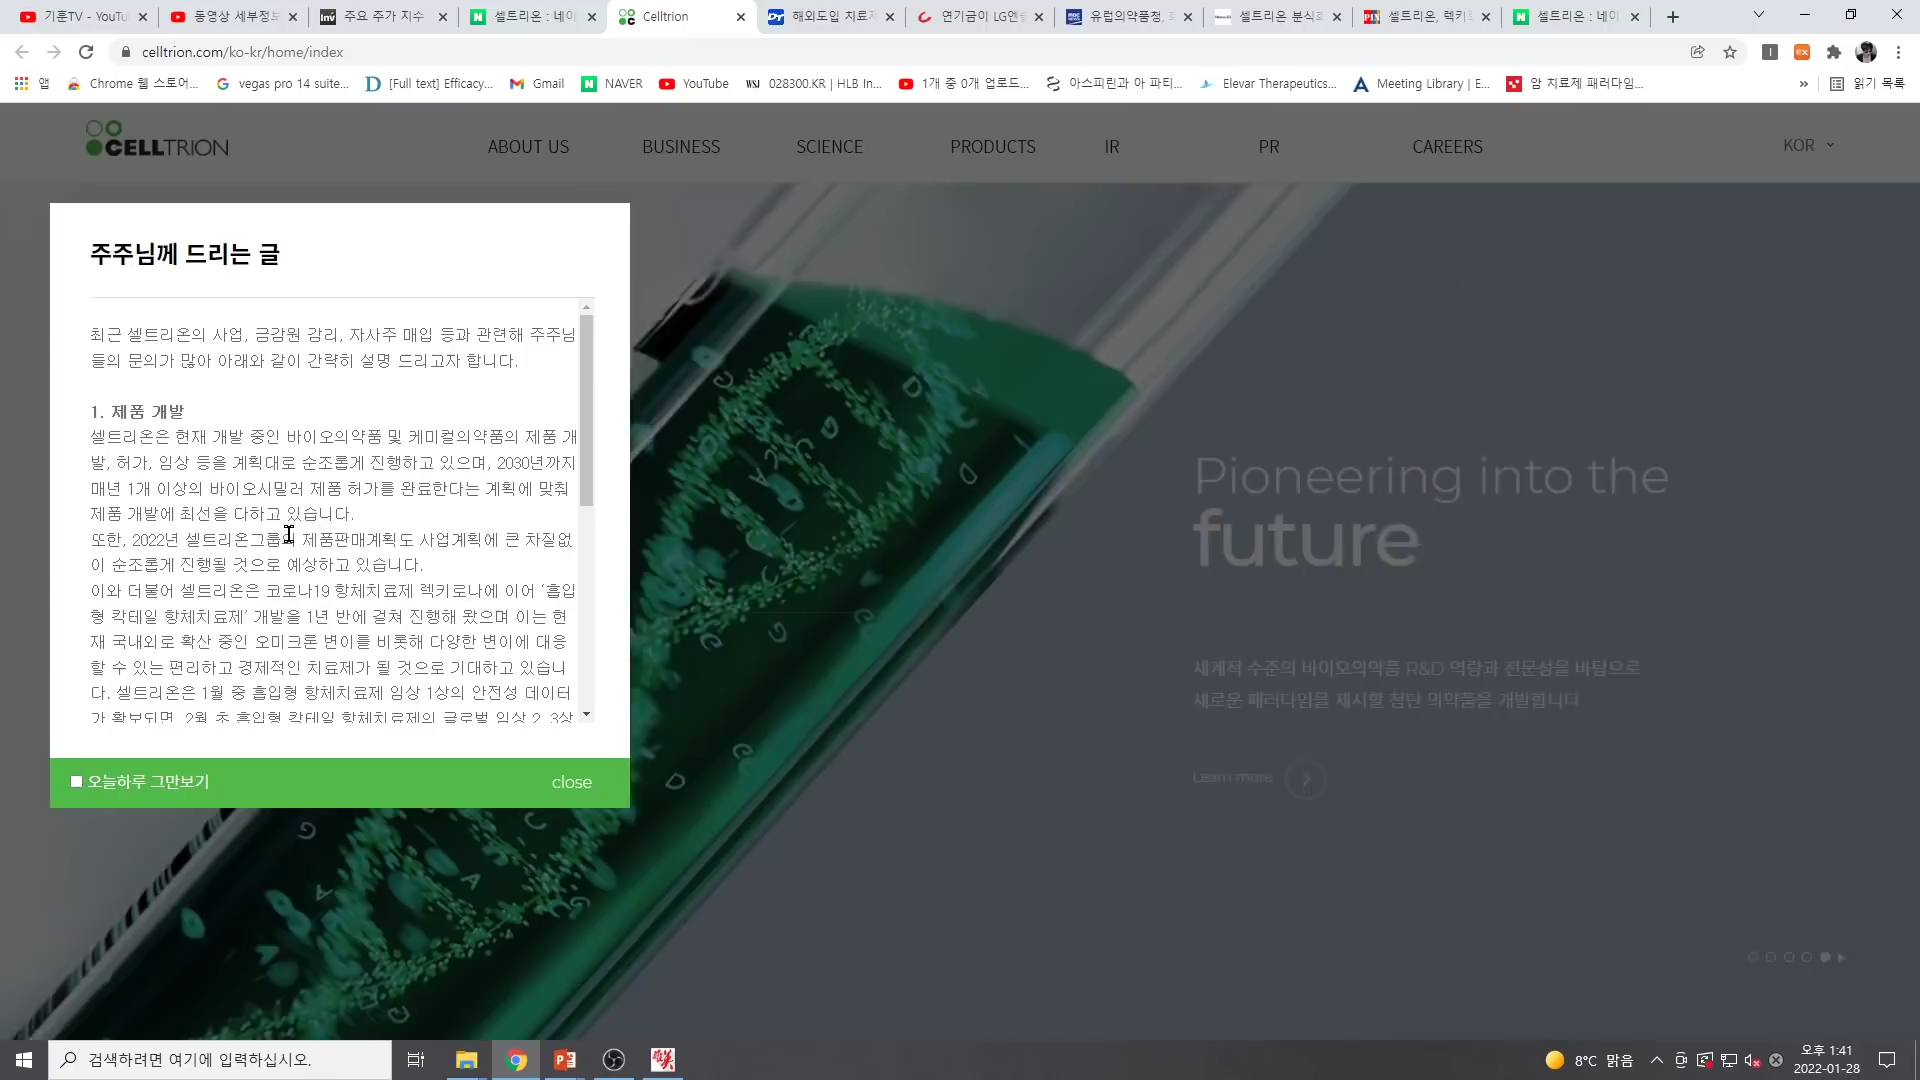 기훈TV - YouTu
동영상 세부정보
주요 주가 지수
셀트리온 : 네이
Celltrion
해외도입 치료제
연기금이 LG엔솔
유럽의약품청,
셀트리온 분식회
셀트리온, 렉키로
셀트리온 : 네이
celltrion.com/ko-kr/home/index
앱
Chrome 웹 스토어...
vegas pro 14 suite...
[Full text] Efficacy...
Gmail
NAVER
YouTube
028300.KR | HLB In...
1개 중 0개 업로드...
아스피린과 아 파티...
Elevar Therapeutics...
Meeting Library | E...
암 치료제 패러다임...
»
읽기 목록
CELLTRION
ABOUT US
BUSINESS
SCIENCE
PRODUCTS
IR
PR
CAREERS
KOR
주주님께 드리는 글
최근 셀트리온의 사업, 금감원 감리, 자사주 매입 등과 관련해 주주님
들의 문의가 많아 아래와 같이 간략히 설명 드리고자 합니다.
1. 제품 개발
셀트리온은 현재 개발 중인 바이오의약품 및 케미컬의약품의 제품 개
발, 허가, 임상 등을 계획대로 순조롭게 진행하고 있으며, 2030년까지
매년 1개 이상의 바이오시밀러 제품 허가를 완료한다는 계획에 맞춰
제품 개발에 최선을 다하고 있습니다.
또한, 2022년 셀트리온그룹의 제품판매계획도 사업계획에 큰 차질없
이 순조롭게 진행될 것으로 예상하고 있습니다.
이와 더불어 셀트리온은 코로나19 항체치료제 렉키로나에 이어 ‘흡입
형 칵테일 항체치료제’ 개발을 1년 반에 걸쳐 진행해 왔으며 이는 현
재 국내외로 확산 중인 오미크론 변이를 비롯해 다양한 변이에 대응
할 수 있는 편리하고 경제적인 치료제가 될 것으로 기대하고 있습니
다. 셀트리온은 1월 중 흡입형 항체치료제 임상 1상의 안전성 데이터
가 확보되면, 2월 초 흡입형 칵테일 항체치료제의 글로벌 임상 2, 3상
오늘하루 그만보기
close
Pioneering into the
future
세계적 수준의 바이오의약품 R&D 역량과 전문성을 바탕으로
새로운 패러다임을 제시할 첨단 의약품을 개발합니다
Learn more
검색하려면 여기에 입력하십시오.
8°C 맑음
오후 1:41
2022-01-28